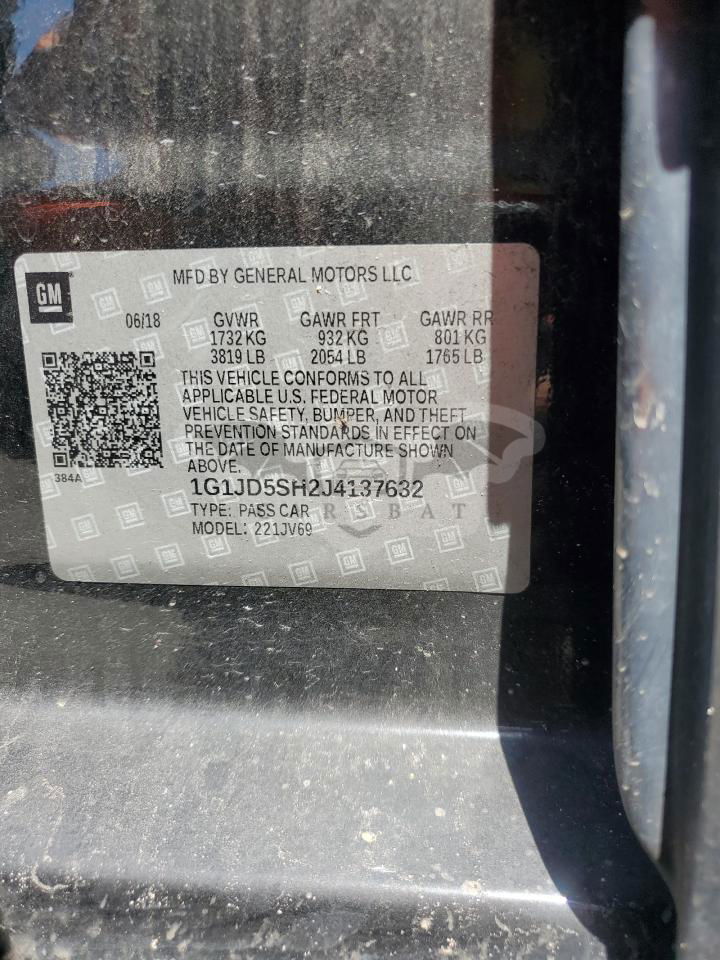 GM
MFD BY GENERAL MOTORS LLC
06/18 GVWR GAWR FRT GAWR RR
1732 KG 932 KG 801 KG
3819 LB 2054 LB 1765 LB
THIS VEHICLE CONFORMS TO ALL
APPLICABLE U.S. FEDERAL MOTOR
VEHICLE SAFETY, BUMPER, AND THEFT
PREVENTION STANDARDS IN EFFECT ON
THE DATE OF MANUFACTURE SHOWN
ABOVE.
384A
1G1JD5SH2J4137632
TYPE: PASS CAR
MODEL: 221JV69